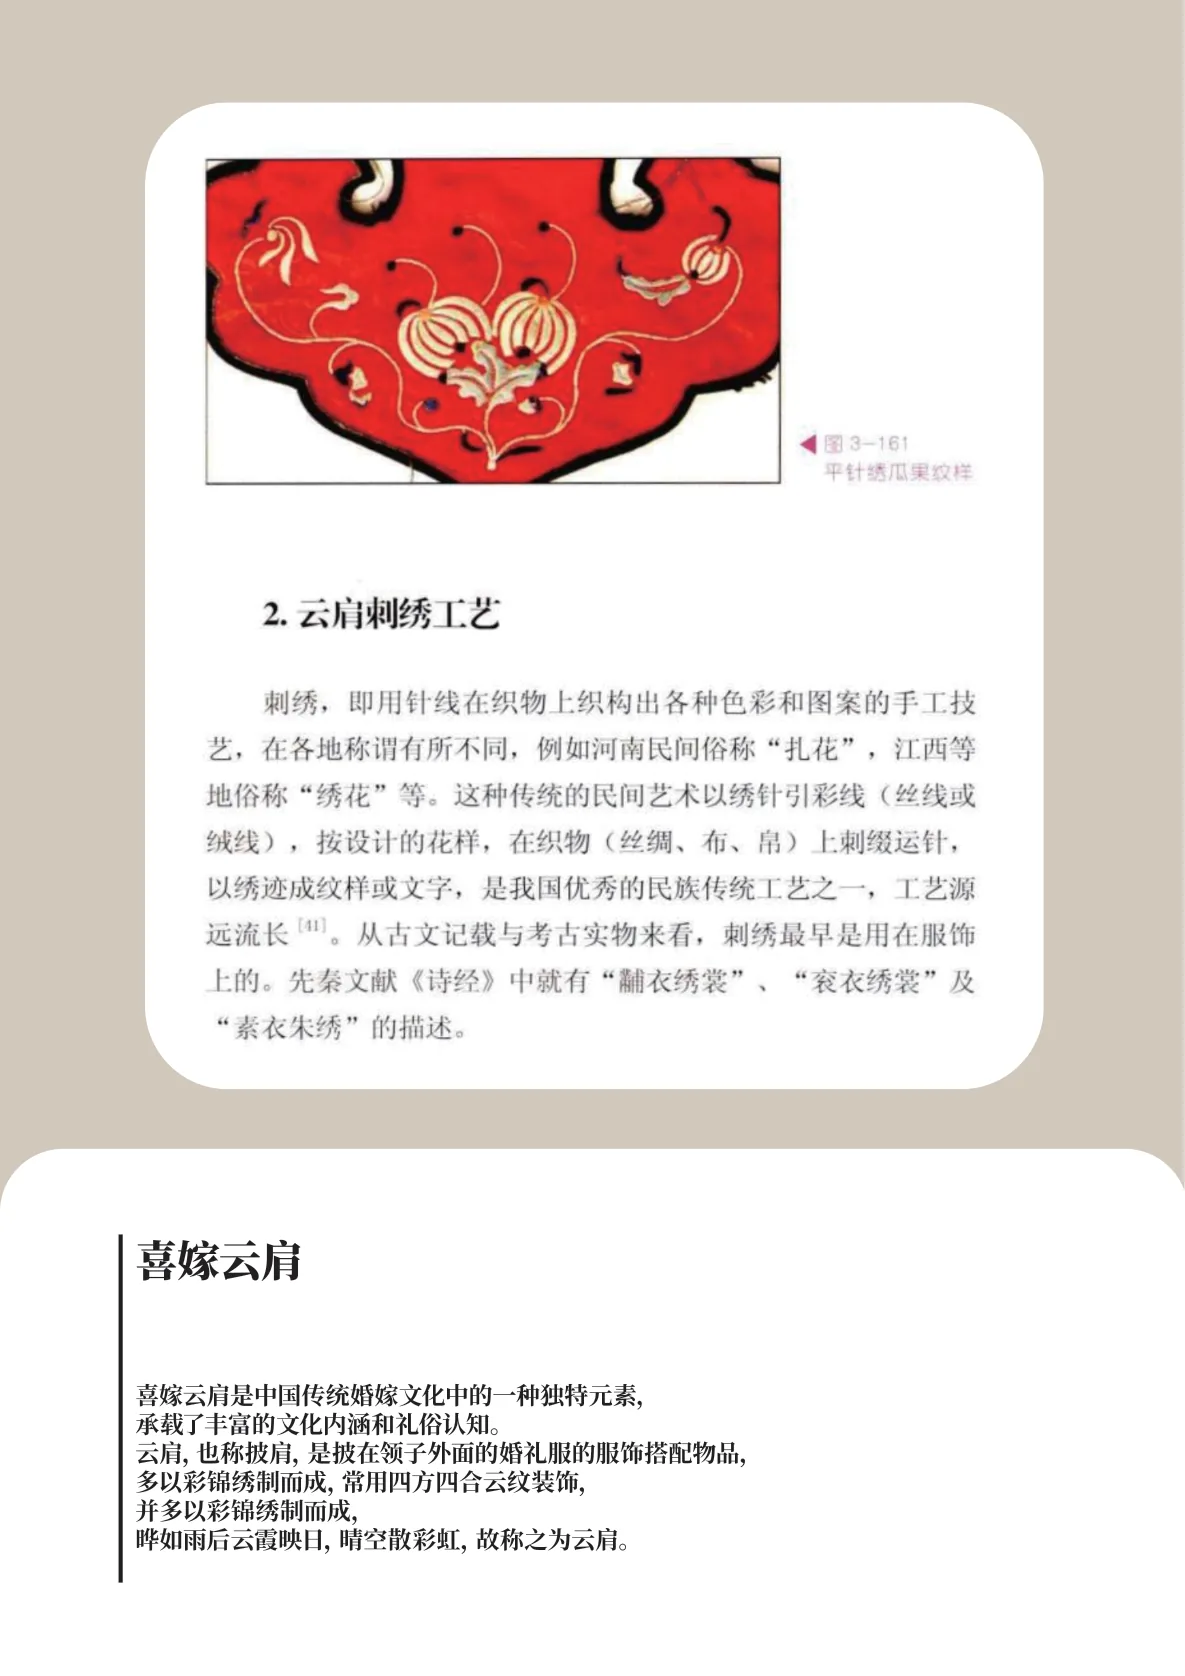 图 3-161
平针绣瓜果纹样
2. 云肩刺绣工艺
刺绣，即用针线在织物上织构出各种色彩和图案的手工技
艺，在各地称谓有所不同，例如河南民间俗称“扎花”，江西等
地俗称“绣花”等。这种传统的民间艺术以绣针引彩线（丝线或
绒线），按设计的花样，在织物（丝绸、布、帛）上刺缀运针，
以绣迹成纹样或文字，是我国优秀的民族传统工艺之一，工艺源
远流长[41]。从古文记载与考古实物来看，刺绣最早是用在服饰
上的。先秦文献《诗经》中就有“黼衣绣裳”、“衮衣绣裳”及
“素衣朱绣”的描述。
喜嫁云肩
喜嫁云肩是中国传统婚嫁文化中的一种独特元素,
承载了丰富的文化内涵和礼俗认知。
云肩, 也称披肩, 是披在领子外面的婚礼服的服饰搭配物品,
多以彩锦绣制而成, 常用四方四合云纹装饰,
并多以彩锦绣制而成,
晔如雨后云霞映日, 晴空散彩虹, 故称之为云肩。